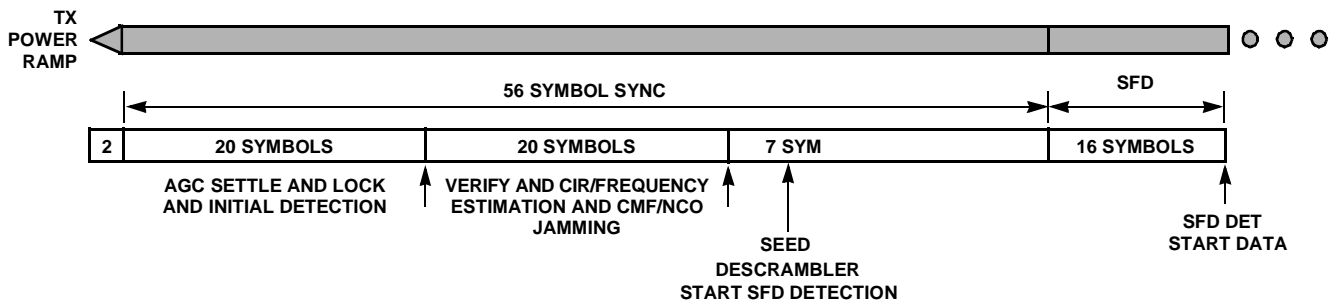 TX
POWER
RAMP
56 SYMBOL SYNC
SFD
2
20 SYMBOLS
20 SYMBOLS
7 SYM
16 SYMBOLS
AGC SETTLE AND LOCK
AND INITIAL DETECTION
VERIFY AND CIR/FREQUENCY
ESTIMATION AND CMF/NCO
JAMMING
SEED
DESCRAMBLER
START SFD DETECTION
SFD DET
START DATA